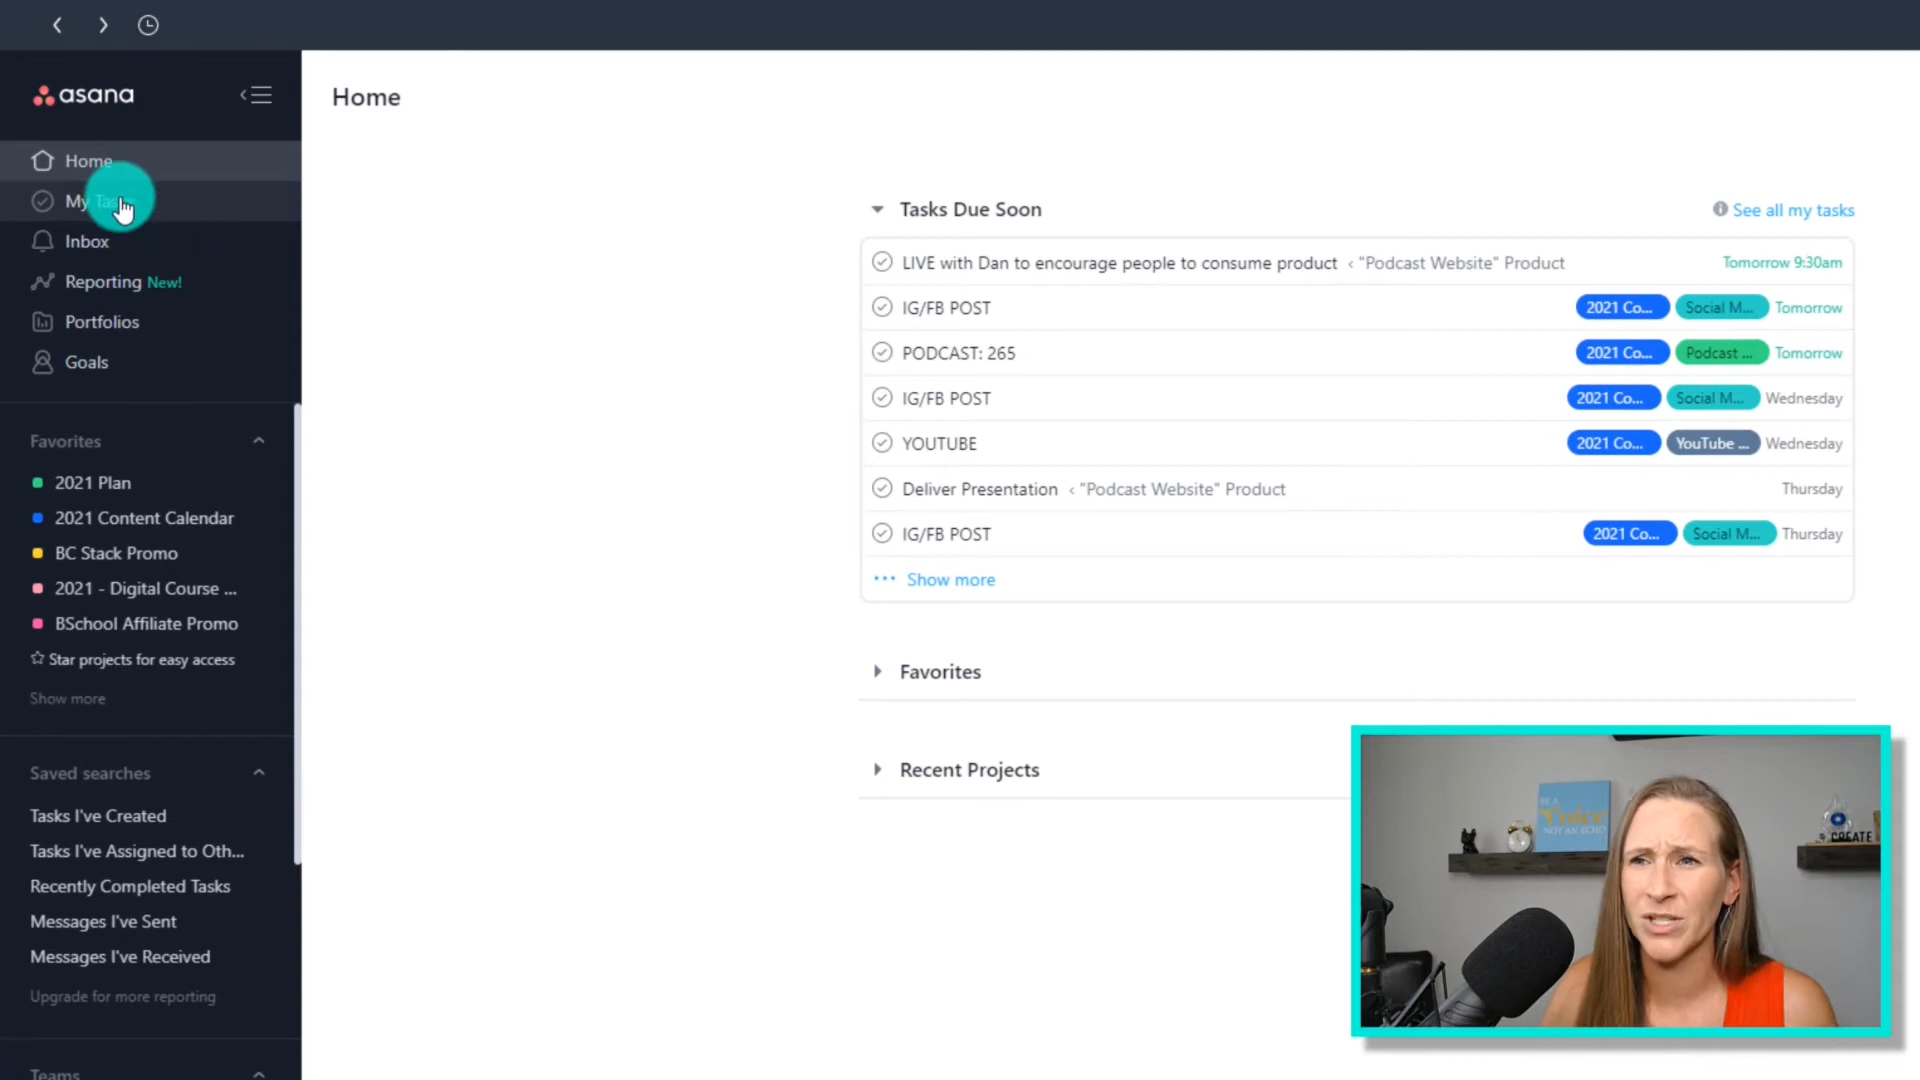 asana
Home
My Tasks
Inbox
Reporting New!
Portfolios
Goals
Favorites
2021 Plan
2021 Content Calendar
BC Stack Promo
2021 - Digital Course ...
BSchool Affiliate Promo
Star projects for easy access
Show more
Saved searches
Tasks I've Created
Tasks I've Assigned to Oth...
Recently Completed Tasks
Messages I've Sent
Messages I've Received
Upgrade for more reporting
Teams
Home
Tasks Due Soon
See all my tasks
LIVE with Dan to encourage people to consume product ‹ "Podcast Website" Product Tomorrow 9:30am
IG/FB POST 2021 Co... Social M... Tomorrow
PODCAST: 265 2021 Co... Podcast ... Tomorrow
IG/FB POST 2021 Co... Social M... Wednesday
YOUTUBE 2021 Co... YouTube ... Wednesday
Deliver Presentation ‹ "Podcast Website" Product Thursday
IG/FB POST 2021 Co... Social M... Thursday
... Show more
Favorites
Recent Projects
BE A
Voice
NOT AN ECHO
CREATE